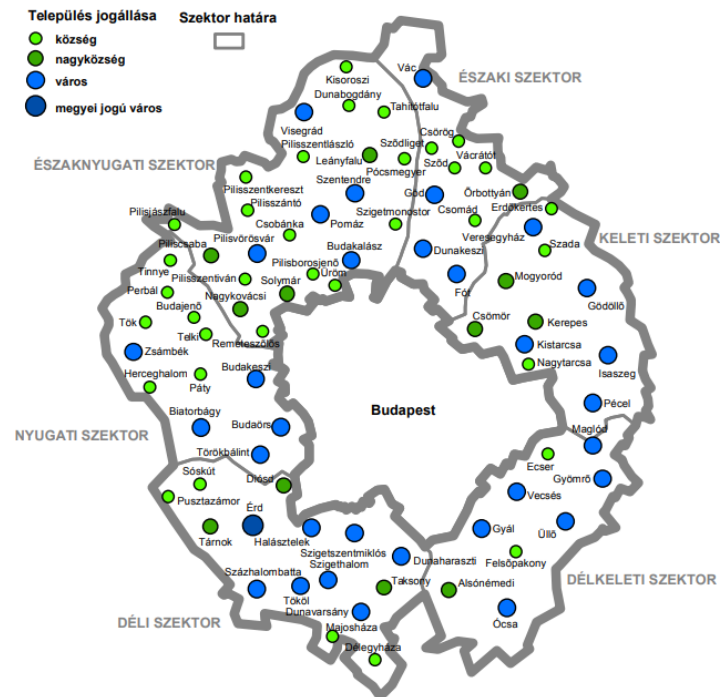 Település jogállása
Szektor határa
község
nagyközség
város
megyei jogú város
Vác
ÉSZAKI SZEKTOR
Kisoroszi
Dunabogdány
Tahitótfalu
Visegrád
Csörög
Pilisszentlászló
Sződliget
Leányfalu
Sződ
Vácrátót
Pócsmegyer
ÉSZAKNYUGATI SZEKTOR
Szentendre
Göd
Őrbottyán
Pilisszentkereszt
Pilisszántó
Szigetmonostor
Csomád
Erdőkertes
Pilisjászfalu
Csobánka
Pomáz
Veresegyház
KELETI SZEKTOR
Piliscsaba
Pilisvörösvár
Budakalász
Dunakeszi
Szada
Tinnye
Pilisborosjenő
Üröm
Pilisszentiván
Solymár
Mogyoród
Perbál
Nagykovácsi
Fót
Gödöllő
Budajenő
Csömör
Kerepes
Tök
Telki
Remeteszőlős
Zsámbék
Kistarcsa
Nagytarcsa
Isaszeg
Herceghalom
Páty
Budakeszi
Pécel
Budapest
Biatorbágy
Budaörs
Maglód
NYUGATI SZEKTOR
Törökbálint
Ecser
Sóskút
Diósd
Gyömrő
Pusztazámor
Vecsés
Érd
Gyál
Üllő
Tárnok
Halásztelek
Szigetszentmiklós
Dunaharaszti
Felsőpakony
Szigethalom
Százhalombatta
Taksony
Alsónémedi
DÉLKELETI SZEKTOR
Tököl
Dunavarsány
Ócsa
DÉLI SZEKTOR
Majosháza
Délegyháza